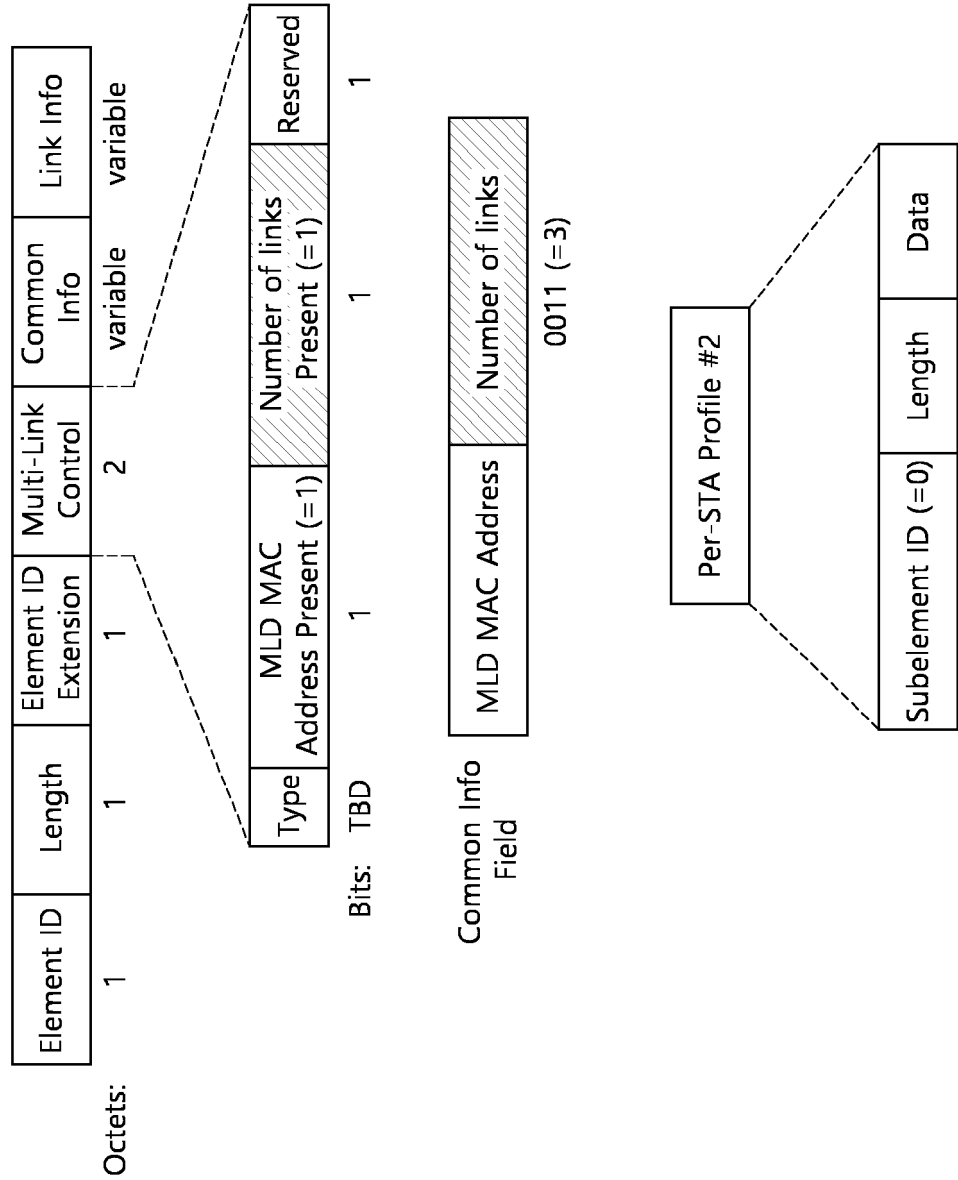 Element ID
Length
Element ID
Extension
Multi-Link
Control
Common
Info
Link Info
Octets:
1
1
1
2
variable
variable
Type
MLD MAC
Address Present (=1)
Number of links
Present (=1)
Reserved
Bits:
TBD
1
1
1
Common Info
Field
MLD MAC Address
Number of links
0011 (=3)
Per-STA Profile #2
Subelement ID (=0)
Length
Data